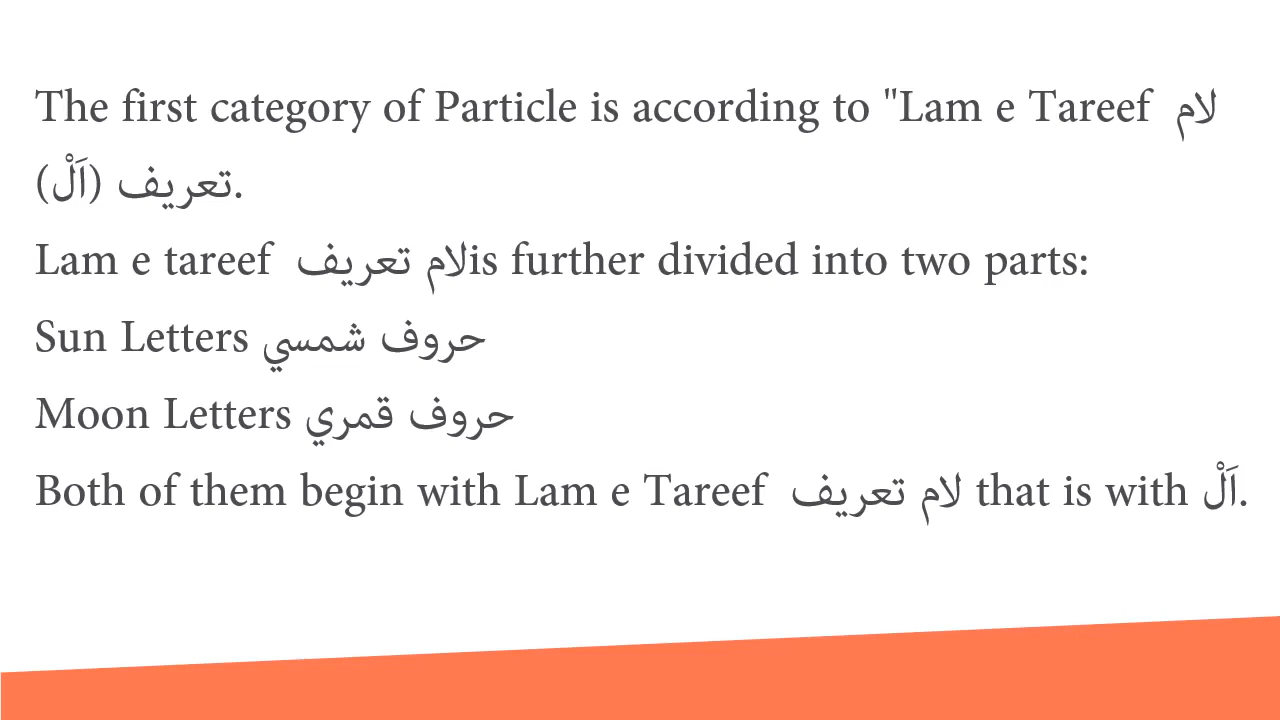 The first category of Particle is according to "Lam e Tareef لام
تعريف (اَلْ).
Lam e tareef لام تعريفis further divided into two parts:
Sun Letters حروف شمسي
Moon Letters حروف قمري
Both of them begin with Lam e Tareef لام تعريف that is with اَلْ.